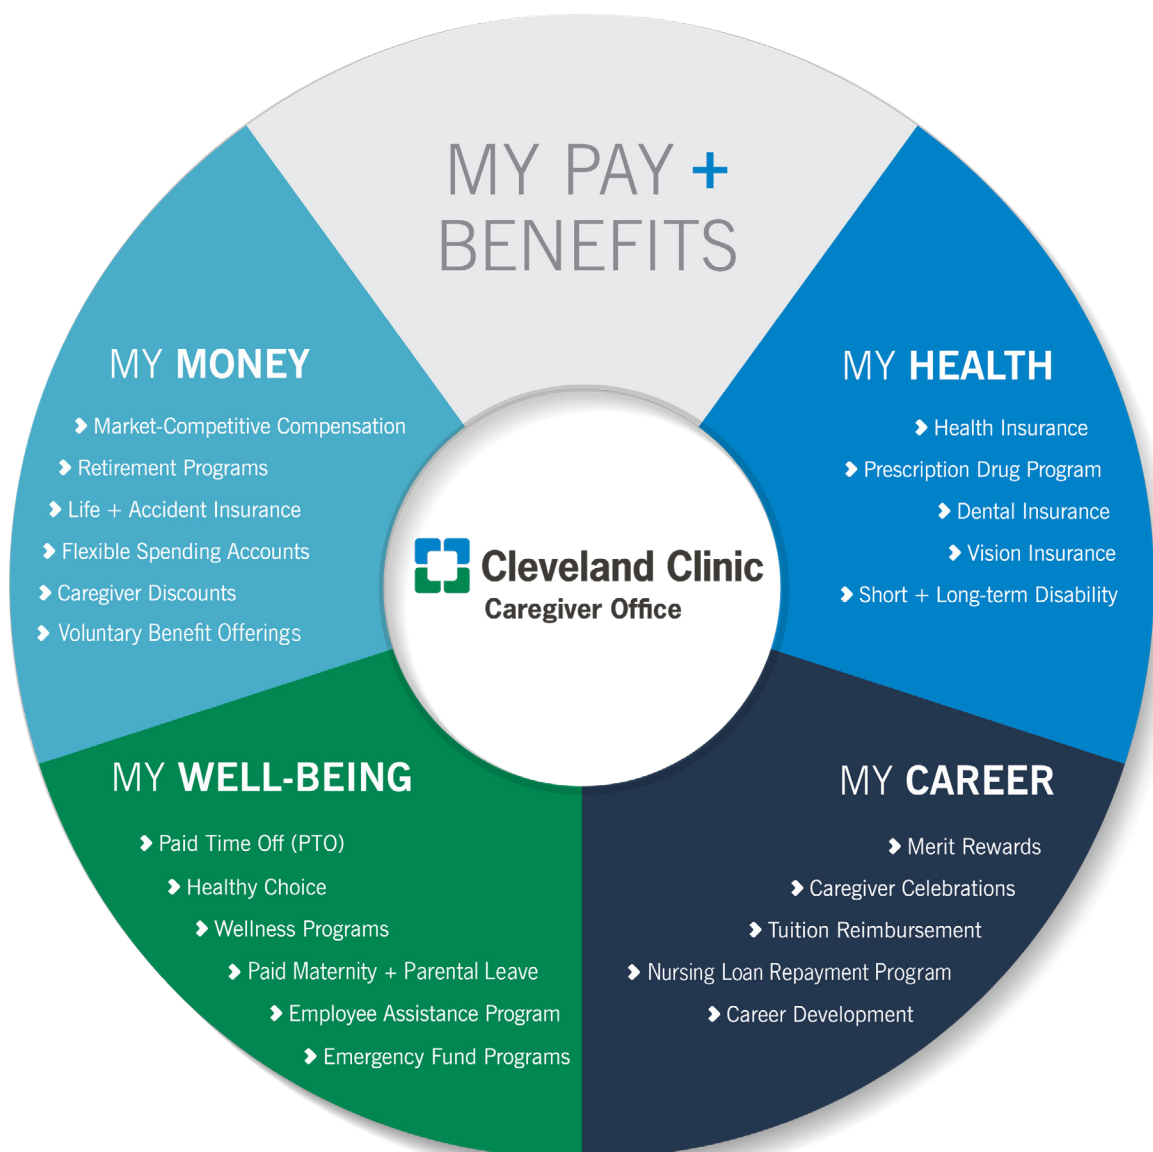 MY PAY +
BENEFITS
MY MONEY
Market-Competitive Compensation
Retirement Programs
Life + Accident Insurance
Flexible Spending Accounts
Caregiver Discounts
Voluntary Benefit Offerings
MY HEALTH
Health Insurance
Prescription Drug Program
Dental Insurance
Vision Insurance
Short + Long-term Disability
Cleveland Clinic
Caregiver Office
MY WELL-BEING
Paid Time Off (PTO)
Healthy Choice
Wellness Programs
Paid Maternity + Parental Leave
Employee Assistance Program
Emergency Fund Programs
MY CAREER
Merit Rewards
Caregiver Celebrations
Tuition Reimbursement
Nursing Loan Repayment Program
Career Development